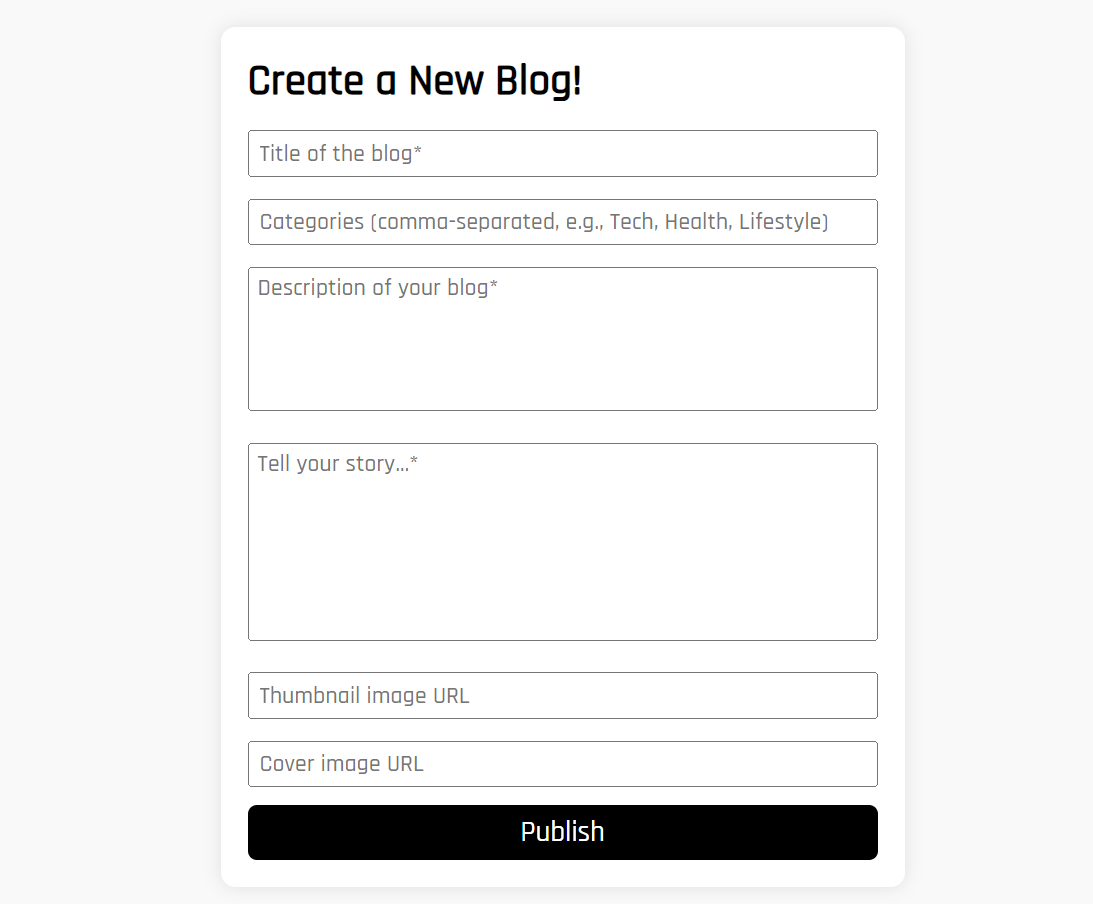 Create a New Blog!
Title of the blog*
Categories (comma-separated, e.g., Tech, Health, Lifestyle)
Description of your blog*
Tell your story...*
Thumbnail image URL
Cover image URL
Publish